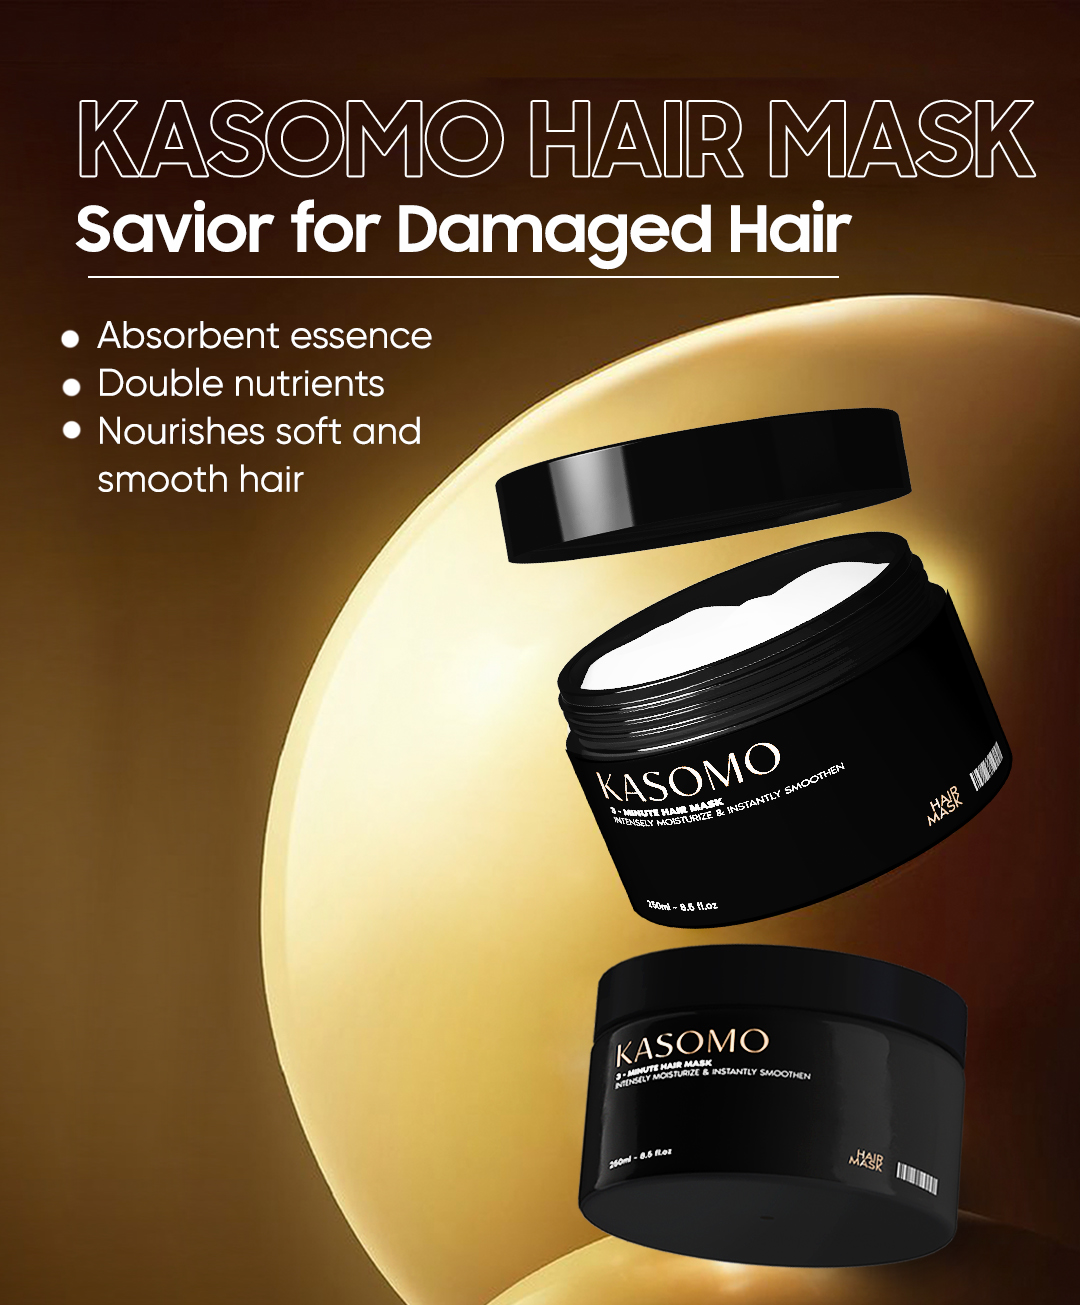 KASOMO HAIR MASK
Savior for Damaged Hair
Absorbent essence
Double nutrients
Nourishes soft and
smooth hair
KASOMO
3 - MINUTE HAIR MASK
INTENSELY MOISTURIZE & INSTANTLY SMOOTHEN
HAIR
MASK
250ml - 8.5 fl.oz
KASOMO
3 - MINUTE HAIR MASK
INTENSELY MOISTURIZE & INSTANTLY SMOOTHEN
250ml - 8.5 fl.oz
HAIR
MASK